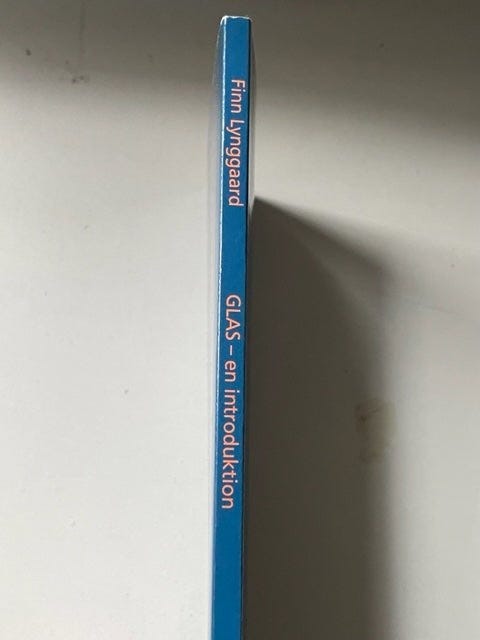 Finn Lynggaard
GLAS – en introduktion